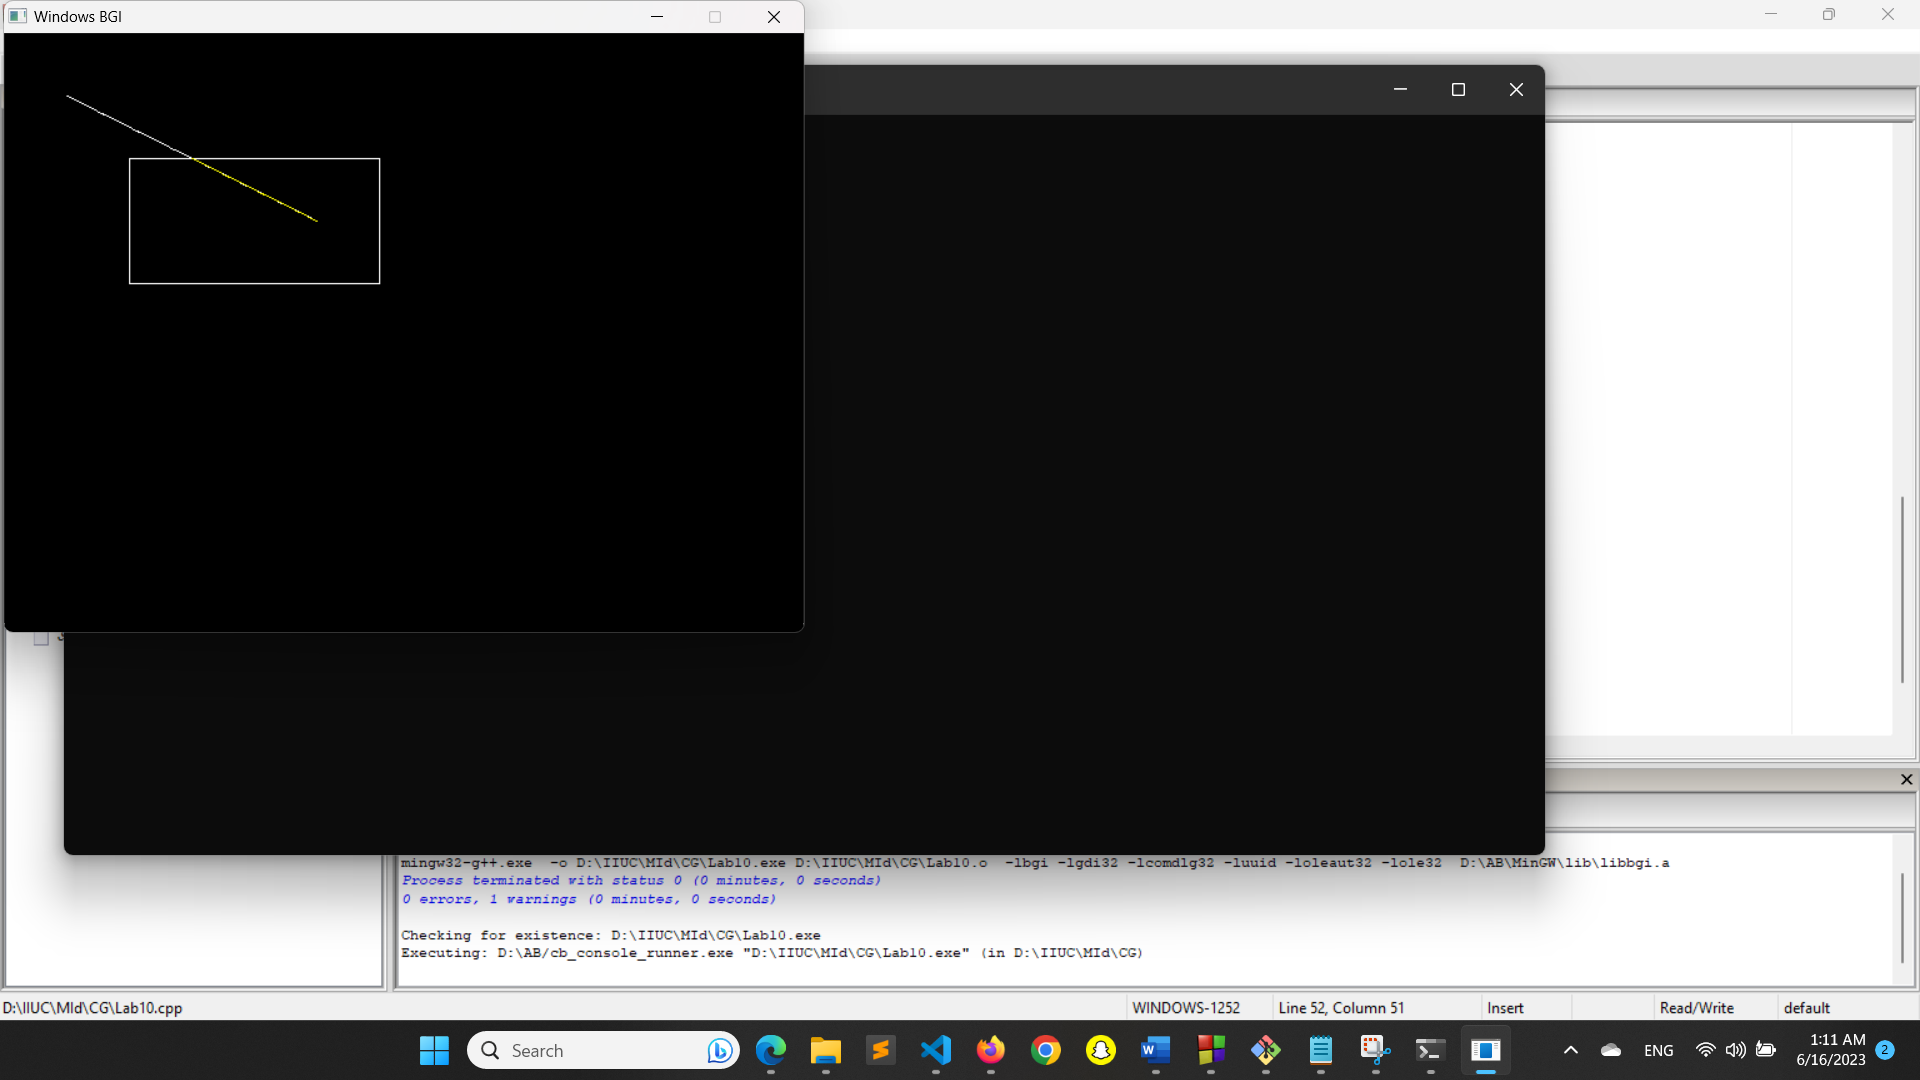 Windows BGI
mingw32-g++.exe  -o D:\IIUC\MId\CG\Lab10.exe D:\IIUC\MId\CG\Lab10.o  -lbgi -lgdi32 -lcomdlg32 -luuid -loleaut32 -lole32  D:\AB\MinGW\lib\libbgi.a
Process terminated with status 0 (0 minutes, 0 seconds)
0 errors, 1 warnings (0 minutes, 0 seconds)
Checking for existence: D:\IIUC\MId\CG\Lab10.exe
Executing: D:\AB/cb_console_runner.exe "D:\IIUC\MId\CG\Lab10.exe" (in D:\IIUC\MId\CG)
D:\IIUC\MId\CG\Lab10.cpp WINDOWS-1252 Line 52, Column 51 Insert Read/Write default
Search
W
ENG
1:11 AM
6/16/2023
2